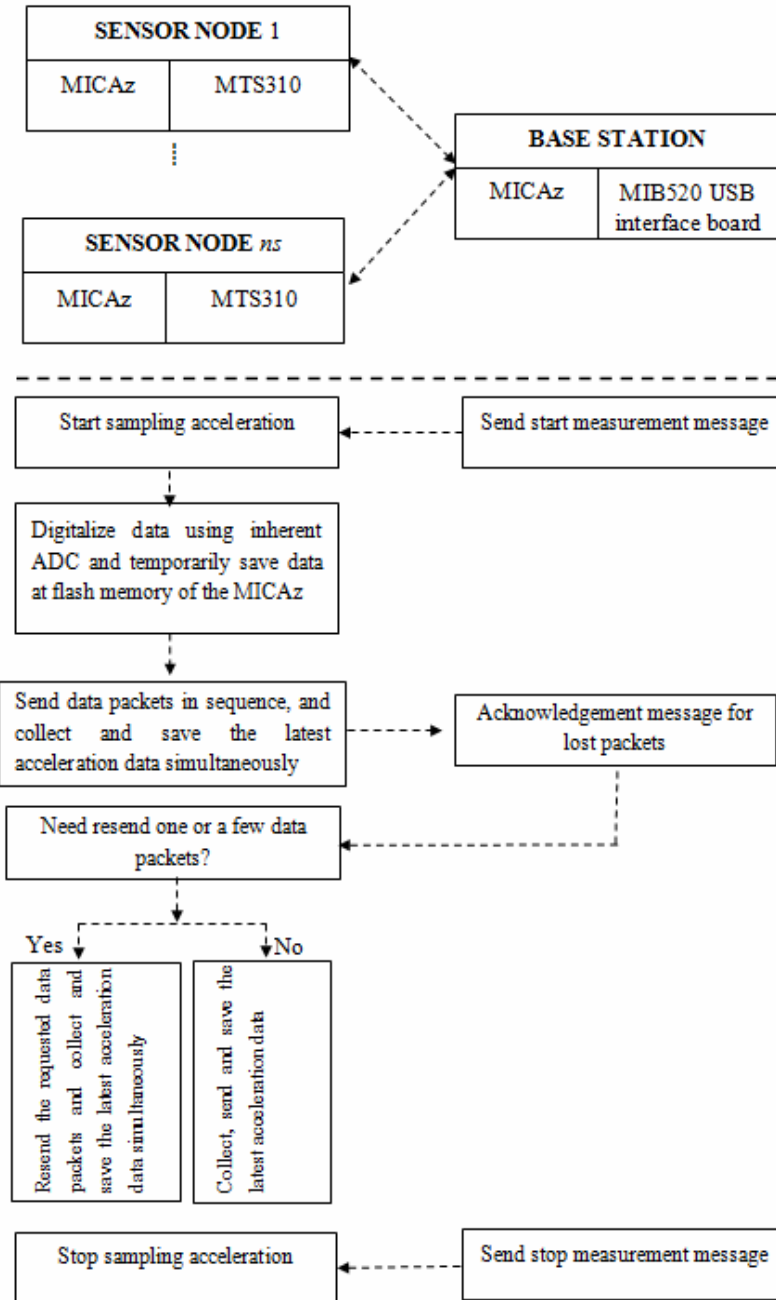 SENSOR NODE 1
MICAz
MTS310
BASE STATION
MICAz
MIB520 USB
interface board
SENSOR NODE ns
MICAz
MTS310
Start sampling acceleration
Send start measurement message
Digitalize data using inherent
ADC and temporarily save data
at flash memory of the MICAz
Send data packets in sequence, and
collect and save the latest
acceleration data simultaneously
Acknowledgement message for
lost packets
Need resend one or a few data
packets?
Yes
No
Resend the requested data
packets and collect and
save the latest acceleration
data simultaneously
Collect, send and save the
latest acceleration data
Stop sampling acceleration
Send stop measurement message